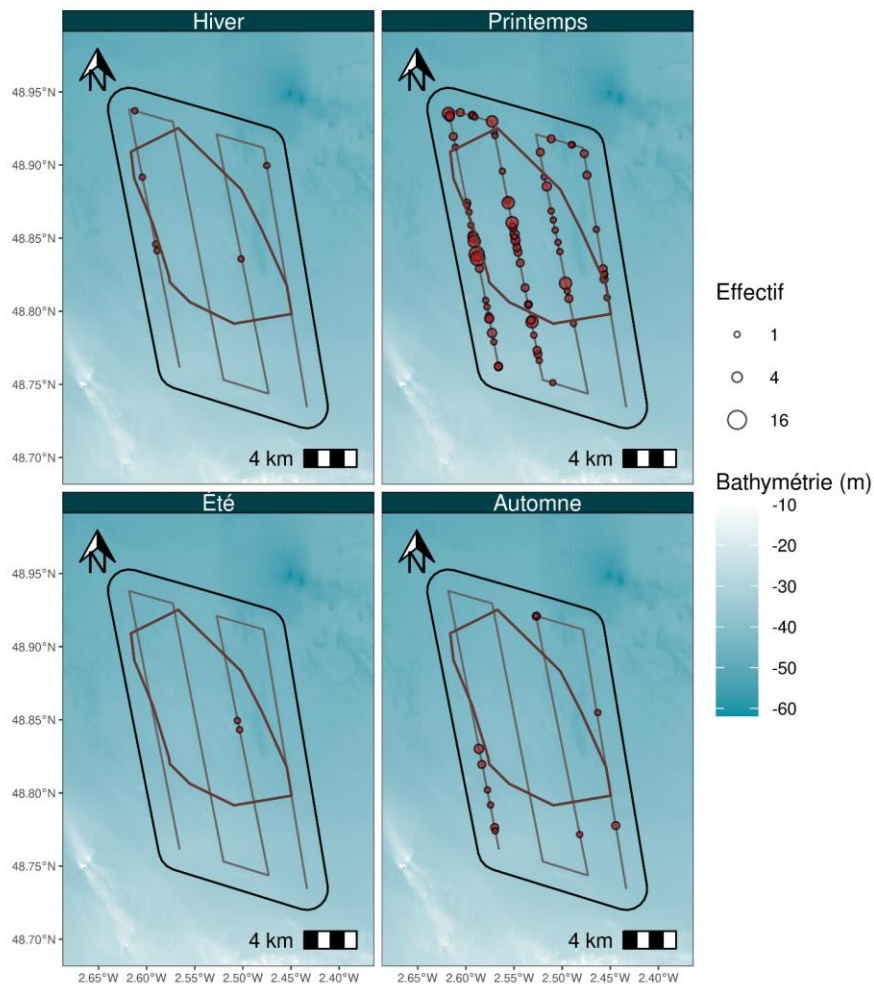 Hiver
Printemps
N
N
48.95°N
48.90°N
48.85°N
48.80°N
48.75°N
48.70°N
4 km
4 km
Effectif
1
4
16
Bathymétrie (m)
-10
-20
-30
-40
-50
-60
Été
Automne
N
N
48.95°N
48.90°N
48.85°N
48.80°N
48.75°N
48.70°N
4 km
4 km
2.65°W 2.60°W 2.55°W 2.50°W 2.45°W 2.40°W
2.65°W 2.60°W 2.55°W 2.50°W 2.45°W 2.40°W